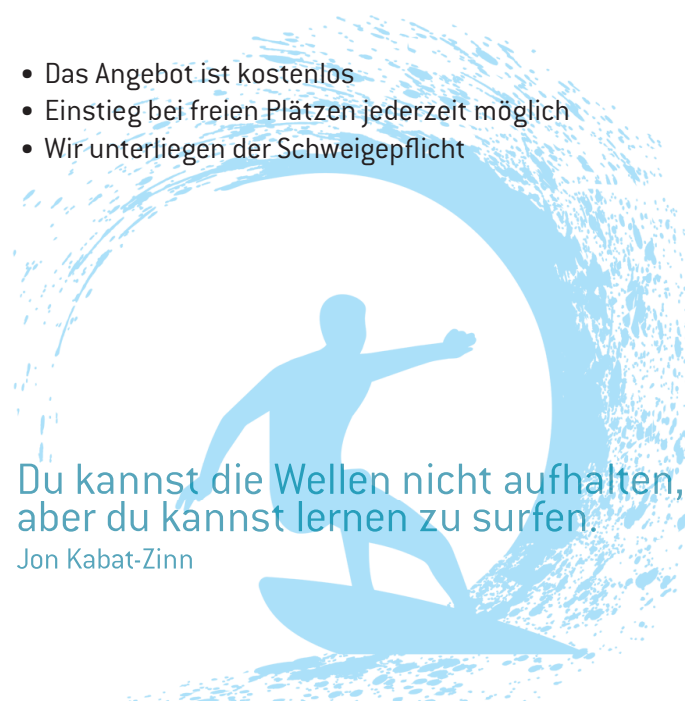 • Das Angebot ist kostenlos
• Einstieg bei freien Plätzen jederzeit möglich
• Wir unterliegen der Schweigepflicht
Du kannst die Wellen nicht aufhalten,
aber du kannst lernen zu surfen.
Jon Kabat-Zinn